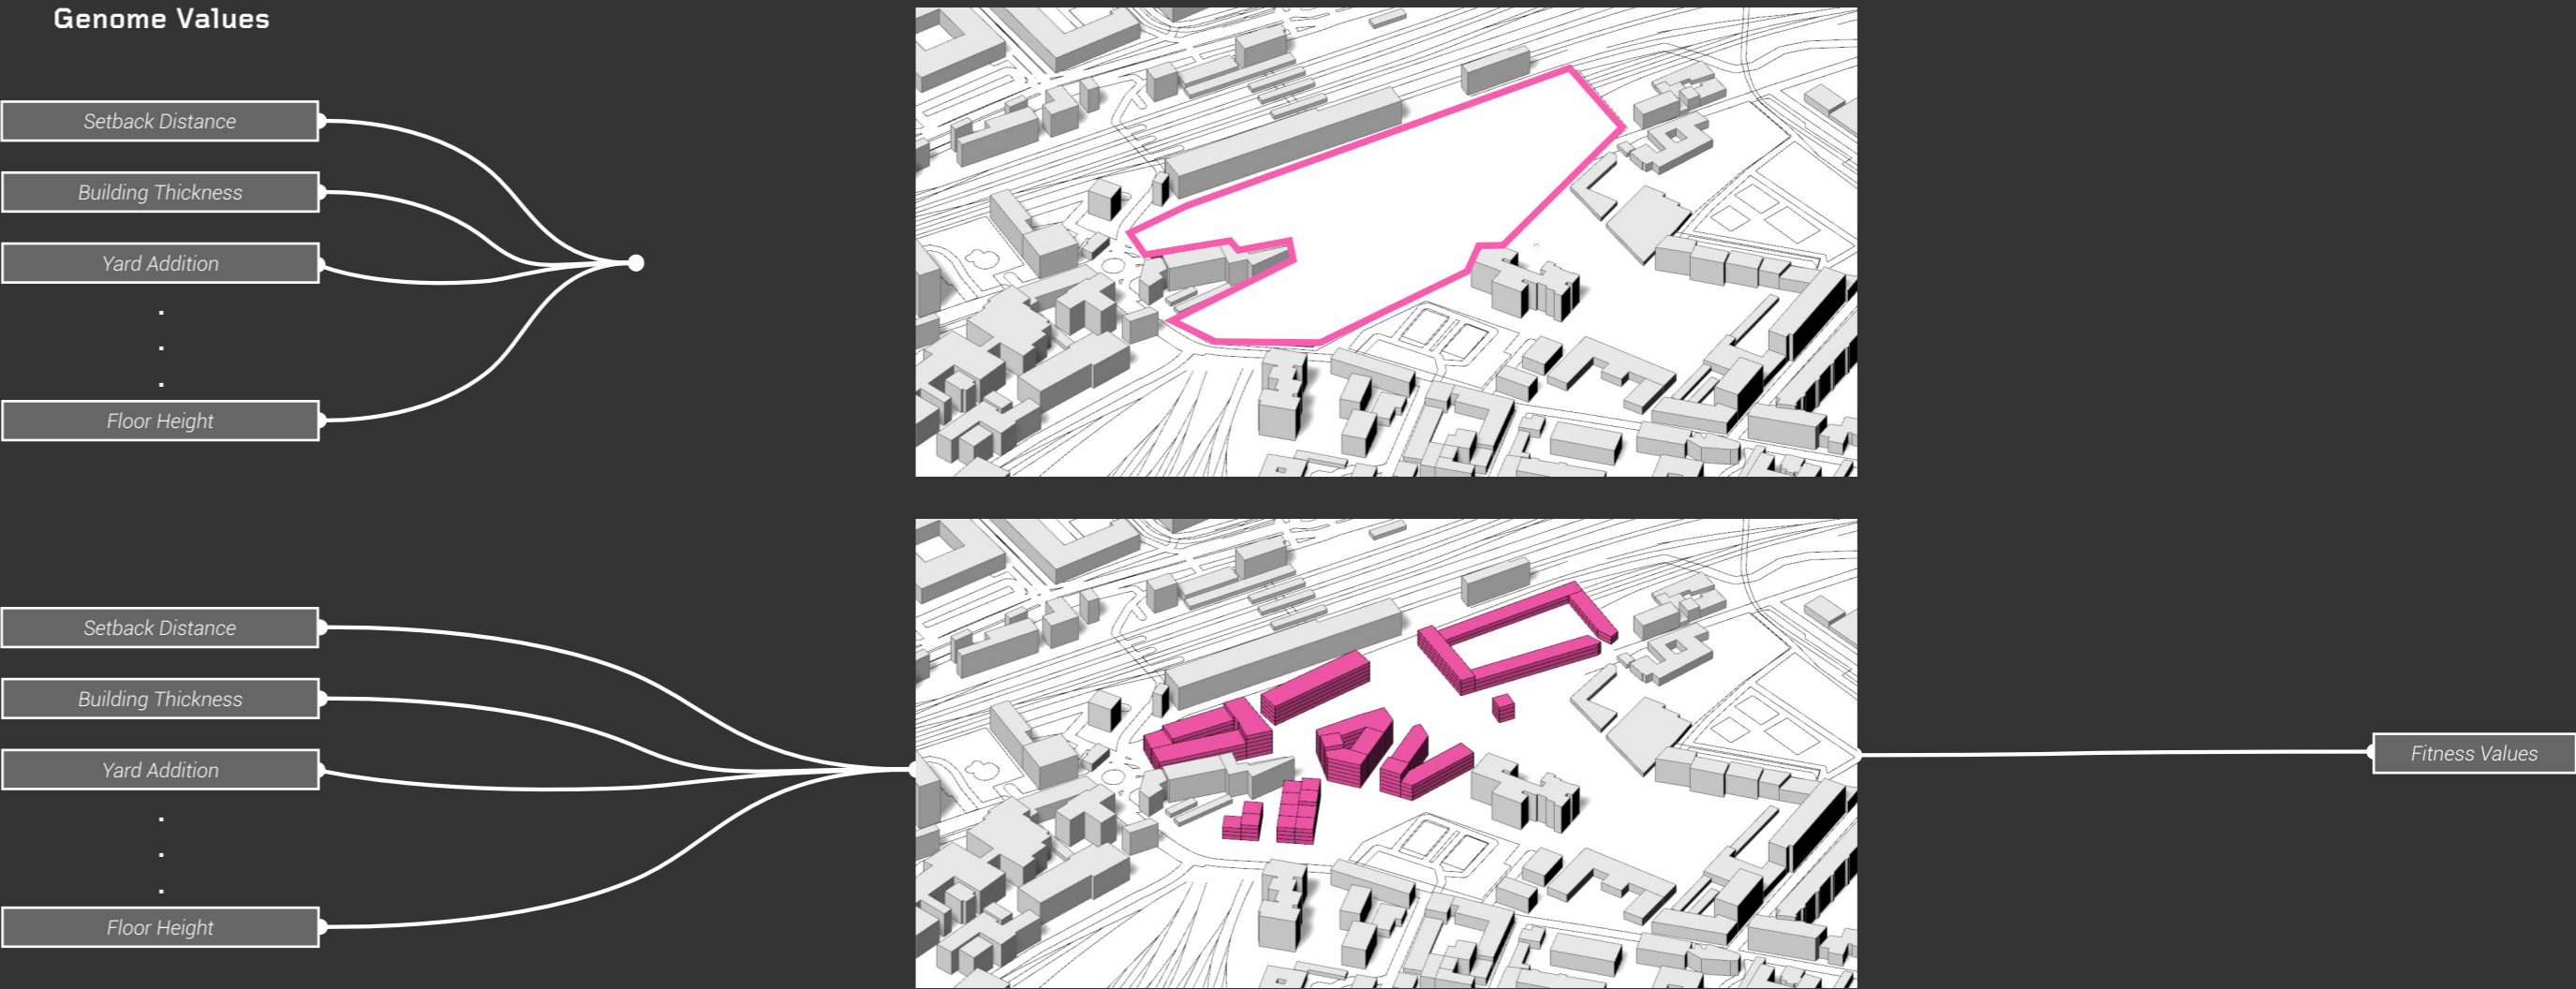 Genome Values
Setback Distance
Building Thickness
Yard Addition
.
.
.
Floor Height
Setback Distance
Building Thickness
Yard Addition
.
.
.
Floor Height
Fitness Values